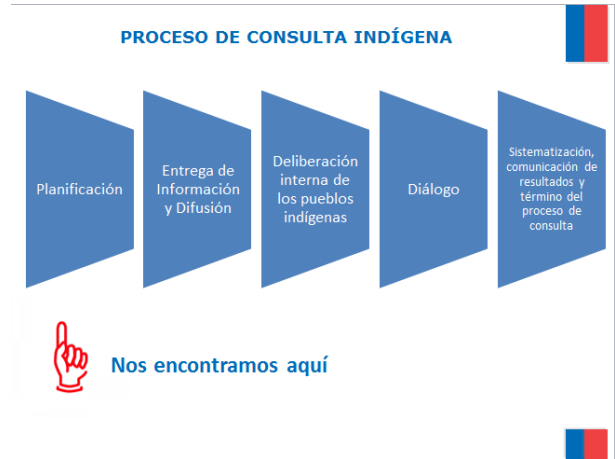 PROCESO DE CONSULTA INDÍGENA
Planificación
Entrega de
Información
y Difusión
Deliberación
interna de
los pueblos
indígenas
Diálogo
Sistematización,
comunicación de
resultados y
término del
proceso de
consulta
Nos encontramos aquí